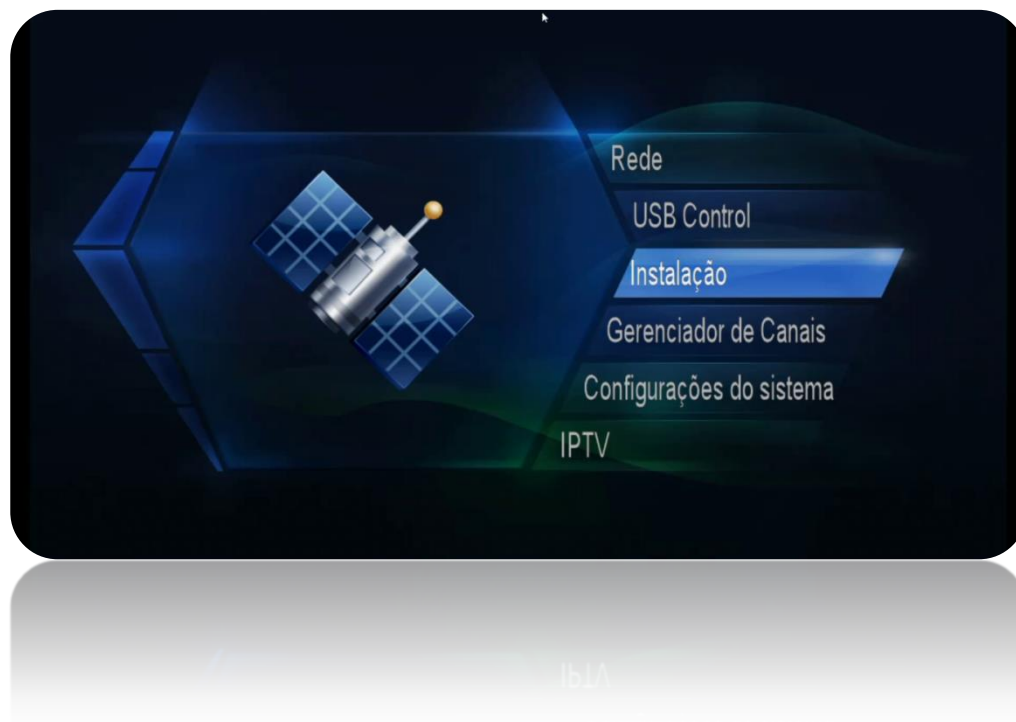 Rede
USB Control
Instalação
Gerenciador de Canais
Configurações do sistema
IPTV